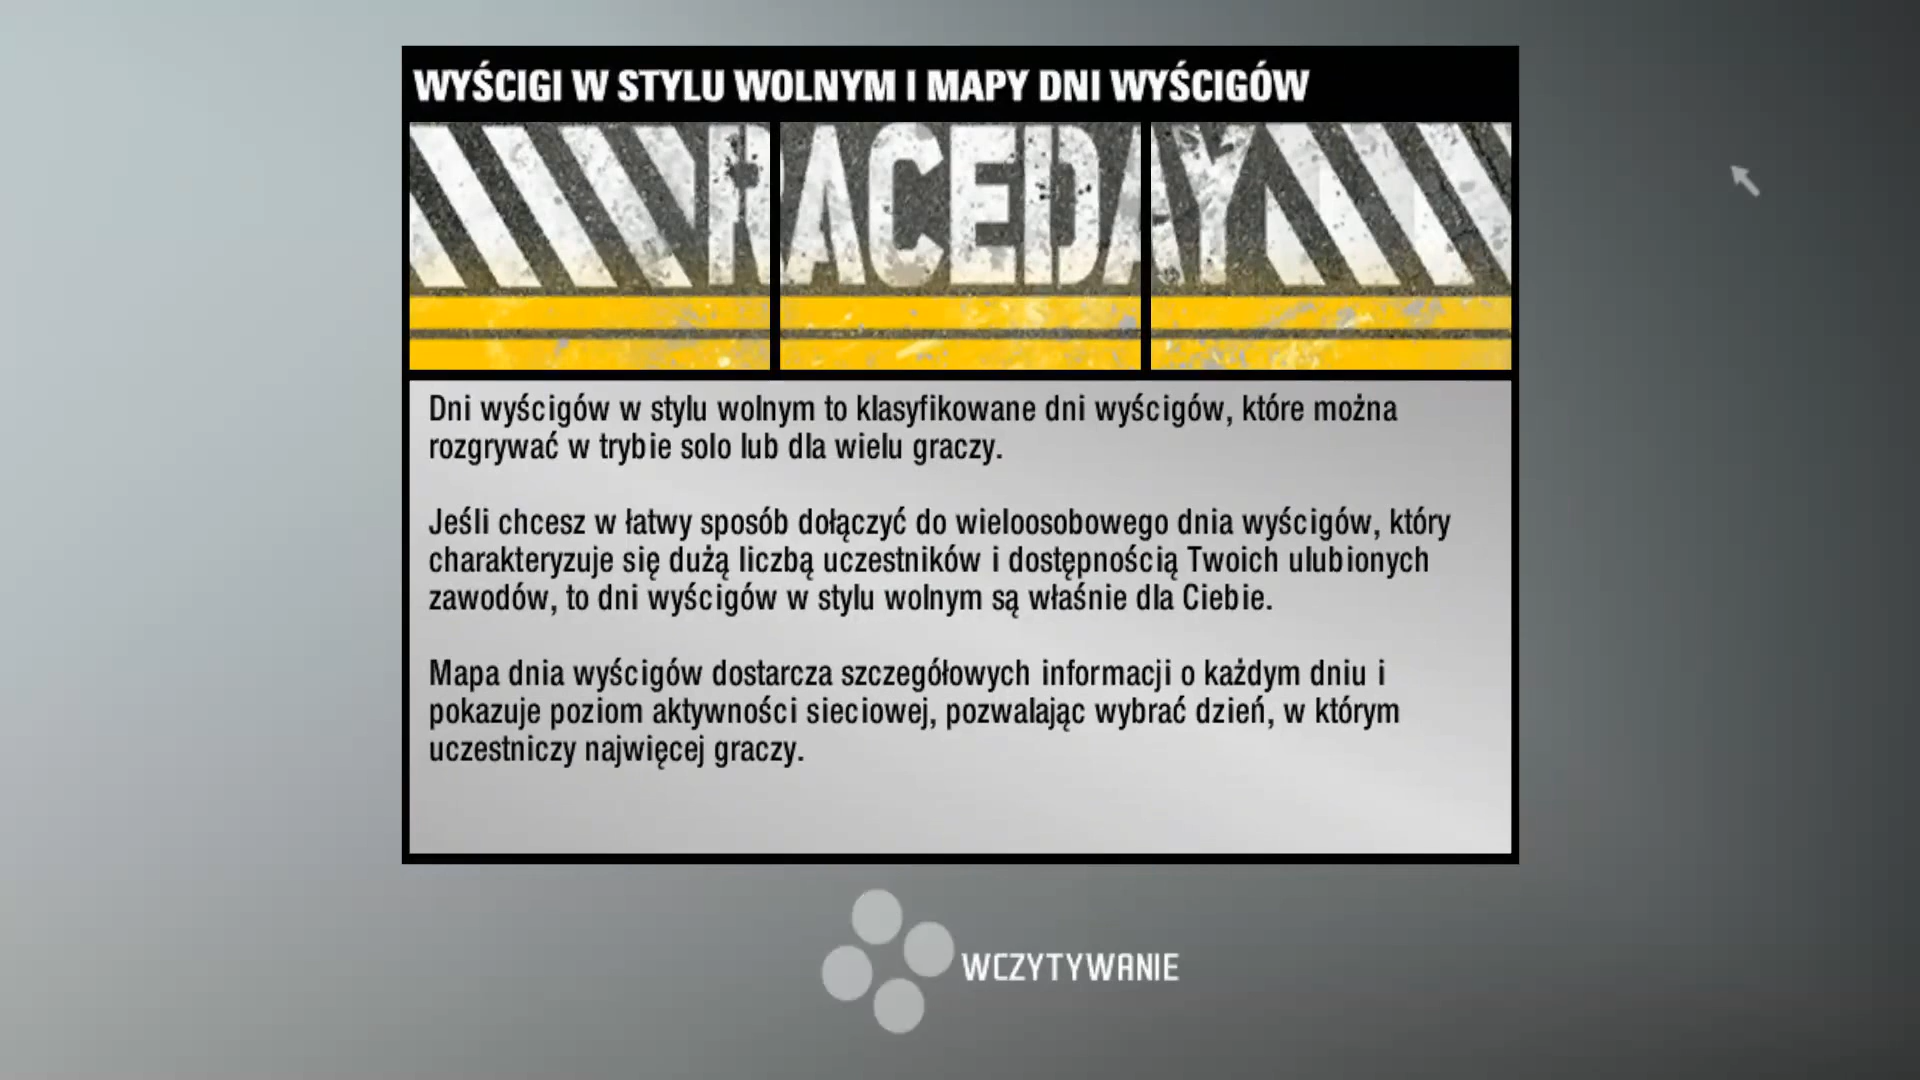 WYŚCIGI W STYLU WOLNYM I MAPY DNI WYŚCIGÓW
RACEDAY
Dni wyścigów w stylu wolnym to klasyfikowane dni wyścigów, które można
rozgrywać w trybie solo lub dla wielu graczy.
Jeśli chcesz w łatwy sposób dołączyć do wieloosobowego dnia wyścigów, który
charakteryzuje się dużą liczbą uczestników i dostępnością Twoich ulubionych
zawodów, to dni wyścigów w stylu wolnym są właśnie dla Ciebie.
Mapa dnia wyścigów dostarcza szczegółowych informacji o każdym dniu i
pokazuje poziom aktywności sieciowej, pozwalając wybrać dzień, w którym
uczestniczy najwięcej graczy.
WCZYTYWANIE